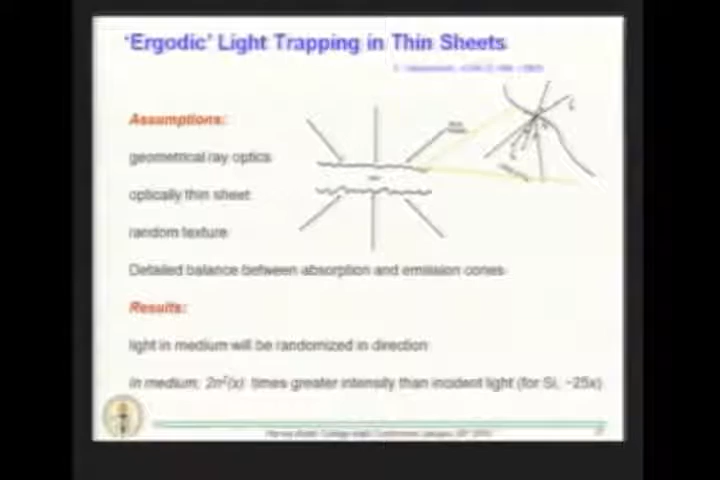 ‘Ergodic’ Light Trapping in Thin Sheets
Assumptions:
geometrical ray optics
optically thin sheet
random texture
Detailed balance between absorption and emission cones
Results:
light in medium will be randomized in direction
In medium, 2n²(x) times greater intensity than incident light (for Si, ~25x)